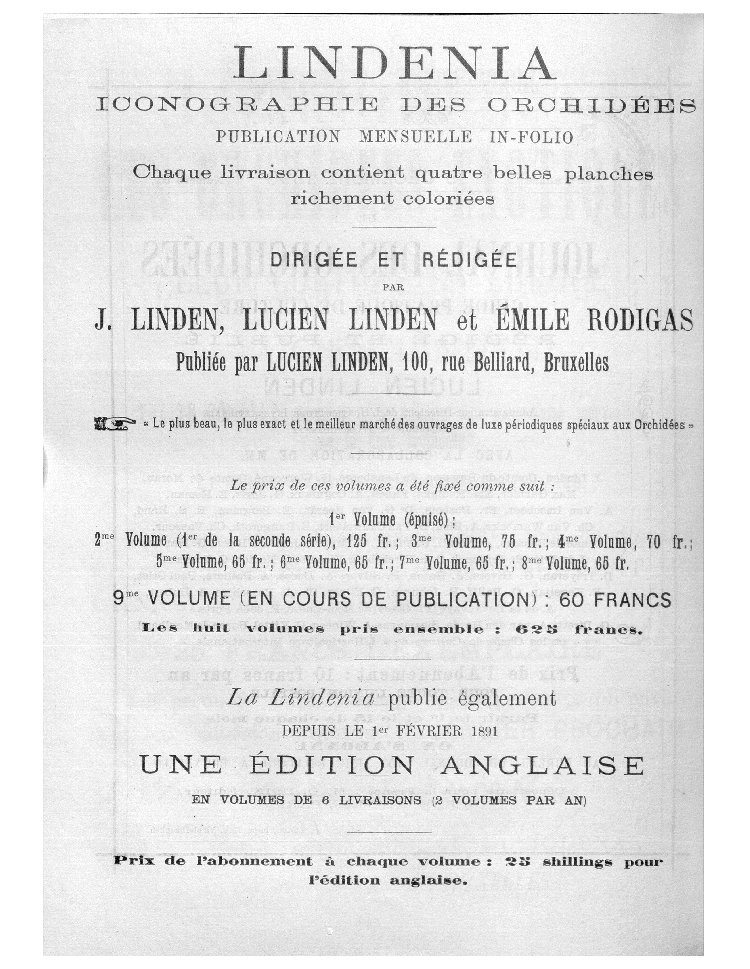 LINDENIA
ICONOGRAPHIE DES ORCHIDÉES
PUBLICATION MENSUELLE IN-FOLIO
Chaque livraison contient quatre belles planches
richement coloriées
DIRIGÉE ET RÉDIGÉE
PAR
J. LINDEN, LUCIEN LINDEN et ÉMILE RODIGAS
Publiée par LUCIEN LINDEN, 100, rue Belliard, Bruxelles
« Le plus beau, le plus exact et le meilleur marché des ouvrages de luxe périodiques spéciaux aux Orchidées »
Le prix de ces volumes a été fixé comme suit :
1er Volume (épuisé) ;
2me Volume (1er de la seconde série), 125 fr. ; 3me Volume, 75 fr. ; 4me Volume, 70 fr. ;
5me Volume, 65 fr. ; 6me Volume, 65 fr. ; 7me Volume, 65 fr. ; 8me Volume, 65 fr.
9me VOLUME (EN COURS DE PUBLICATION) : 60 FRANCS
Les huit volumes pris ensemble : 625 francs.
La Lindenia publie également
DEPUIS LE 1er FÉVRIER 1891
UNE ÉDITION ANGLAISE
EN VOLUMES DE 6 LIVRAISONS (2 VOLUMES PAR AN)
Prix de l'abonnement à chaque volume : 25 shillings pour
l'édition anglaise.